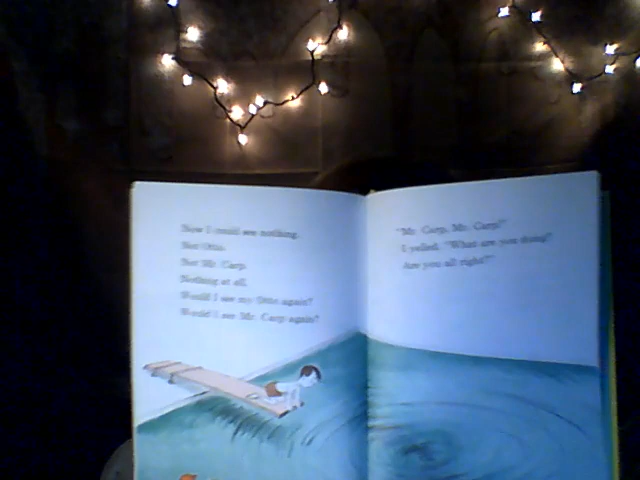 Now I could see nothing.
Not Otto.
Not Mr. Carp.
Nothing at all.
Would I see my Otto again?
Would I see Mr. Carp again?
"Mr. Carp, Mr. Carp!"
I yelled. "What are you doing?
Are you all right?"